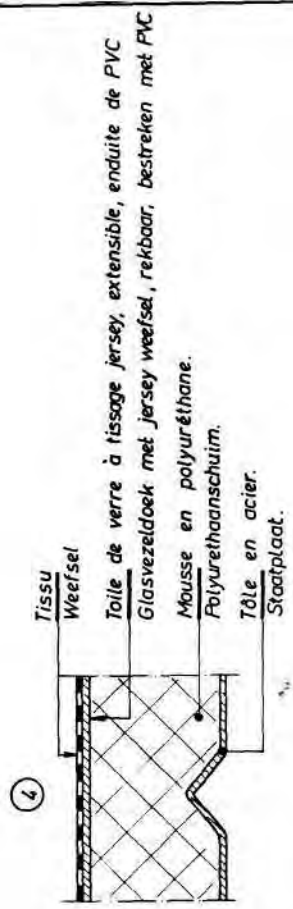 4
Tissu
Weefsel
Toile de verre à tissage jersey, extensible, enduite de PVC
Glasvezeldoek met jersey weefsel, rekbaar, bestreken met PVC
Mousse en polyuréthane.
Polyurethaanschuim.
Tôle en acier.
Staatplaat.